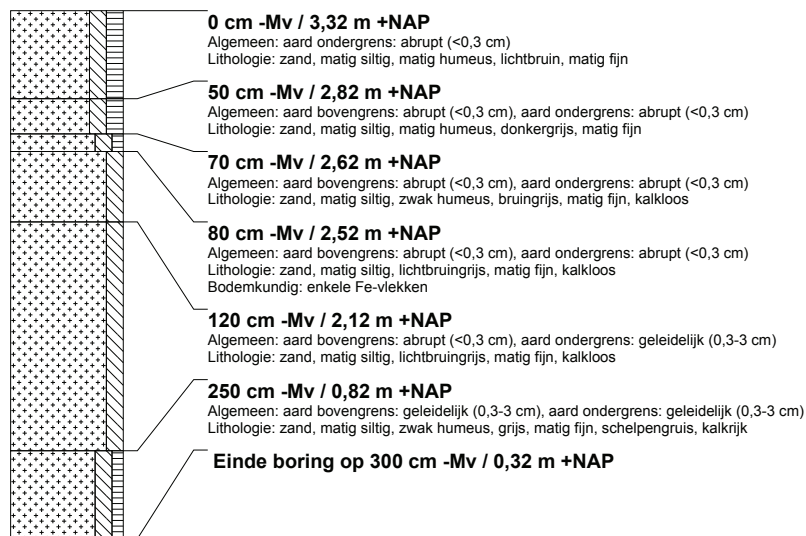 0 cm -Mv / 3,32 m +NAP
Algemeen: aard ondergrens: abrupt (<0,3 cm)
Lithologie: zand, matig siltig, matig humeus, lichtbruin, matig fijn
50 cm -Mv / 2,82 m +NAP
Algemeen: aard bovengrens: abrupt (<0,3 cm), aard ondergrens: abrupt (<0,3 cm)
Lithologie: zand, matig siltig, matig humeus, donkergrijs, matig fijn
70 cm -Mv / 2,62 m +NAP
Algemeen: aard bovengrens: abrupt (<0,3 cm), aard ondergrens: abrupt (<0,3 cm)
Lithologie: zand, matig siltig, zwak humeus, bruingrijs, matig fijn, kalkloos
80 cm -Mv / 2,52 m +NAP
Algemeen: aard bovengrens: abrupt (<0,3 cm), aard ondergrens: abrupt (<0,3 cm)
Lithologie: zand, matig siltig, lichtbruingrijs, matig fijn, kalkloos
Bodemkundig: enkele Fe-vlekken
120 cm -Mv / 2,12 m +NAP
Algemeen: aard bovengrens: abrupt (<0,3 cm), aard ondergrens: geleidelijk (0,3-3 cm)
Lithologie: zand, matig siltig, lichtbruingrijs, matig fijn, kalkloos
250 cm -Mv / 0,82 m +NAP
Algemeen: aard bovengrens: geleidelijk (0,3-3 cm), aard ondergrens: geleidelijk (0,3-3 cm)
Lithologie: zand, matig siltig, zwak humeus, grijs, matig fijn, schelpengruis, kalkrijk
Einde boring op 300 cm -Mv / 0,32 m +NAP